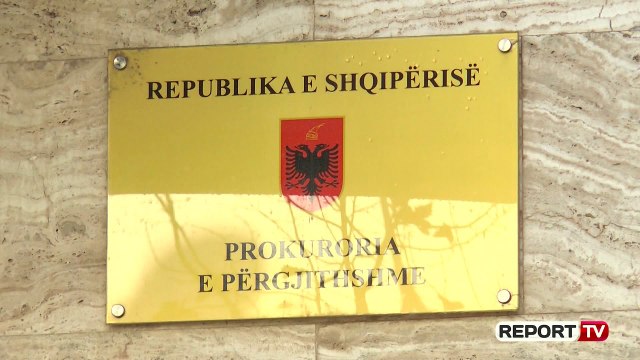 REPUBLIKA E SHQIPËRISË
PROKURORIA
E PËRGJITHSHME
REPORT TV